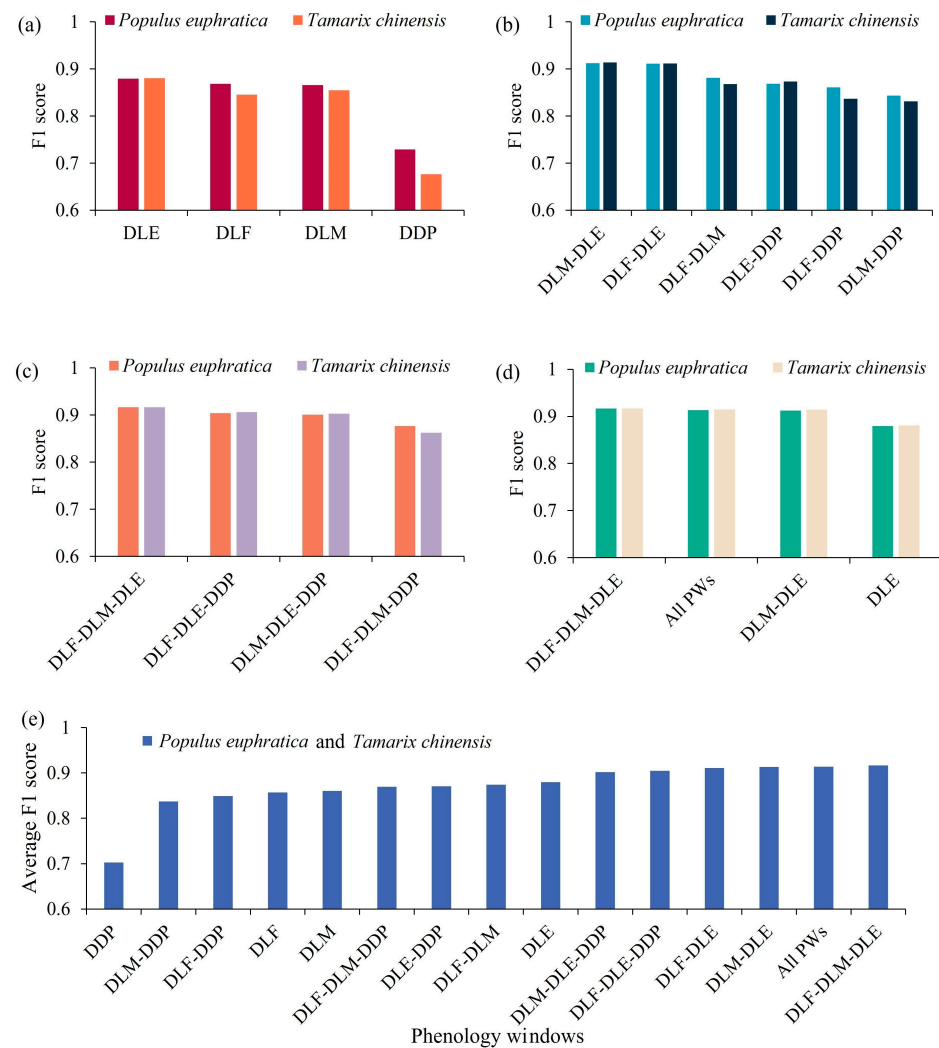 (a)
Populus euphratica Tamarix chinensis
1
0.9
0.8
0.7
0.6
F1 score
DLE DLF DLM DDP
(b)
Populus euphratica Tamarix chinensis
1
0.9
0.8
0.7
0.6
F1 score
DLM-DLE
DLF-DLE
DLF-DLM
DLE-DDP
DLF-DDP
DLM-DDP
(c)
Populus euphratica Tamarix chinensis
1
0.9
0.8
0.7
0.6
F1 score
DLF-DLM-DLE
DLF-DLE-DDP
DLM-DLE-DDP
DLF-DLM-DDP
(d)
Populus euphratica Tamarix chinensis
1
0.9
0.8
0.7
0.6
F1 score
DLF-DLM-DLE
All PWs
DLM-DLE
DLE
(e)
Populus euphratica and Tamarix chinensis
1
0.9
0.8
0.7
0.6
Average F1 score
DDP
DLM-DDP
DLF-DDP
DLF
DLM
DLF-DLM-DDP
DLE-DDP
DLF-DLM
DLE
DLM-DLE-DDP
DLF-DLE-DDP
DLF-DLE
DLM-DLE
All PWs
DLF-DLM-DLE
Phenology windows